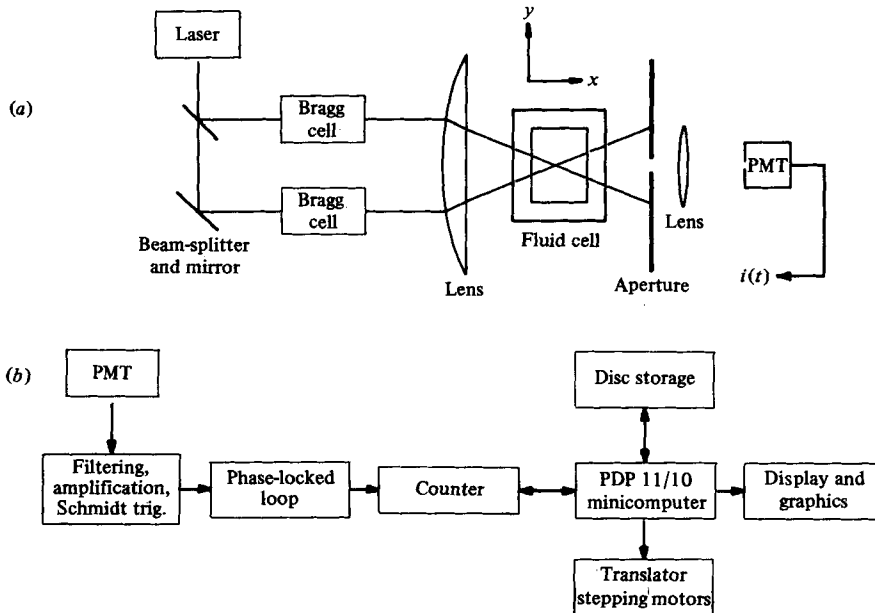 (a)
Laser
Bragg
cell
Bragg
cell
Beam-splitter
and mirror
Lens
y
x
Fluid cell
Aperture
Lens
PMT
i(t)
(b)
PMT
Filtering,
amplification,
Schmidt trig.
Phase-locked
loop
Counter
Disc storage
PDP 11/10
minicomputer
Display and
graphics
Translator
stepping motors